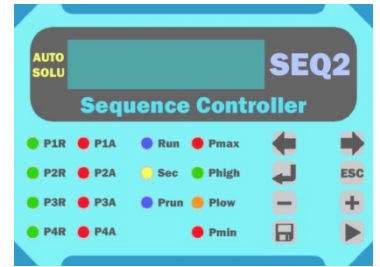 AUTO
SOLU
SEQ2
Sequence Controller
P1R P1A Run Pmax
P2R P2A Sec Phigh ESC
P3R P3A Prun Plow − +
P4R P4A Pmin